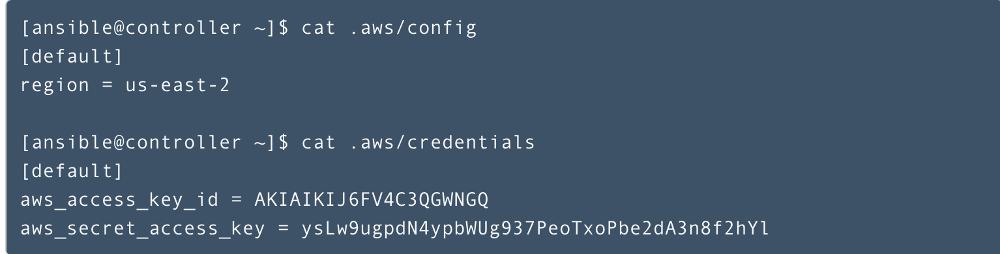 [ansible@controller ~]$ cat .aws/config
[default]
region = us-east-2
[ansible@controller ~]$ cat .aws/credentials
[default]
aws_access_key_id = AKIAIKIJ6FV4C3QGWNGQ
aws_secret_access_key = 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